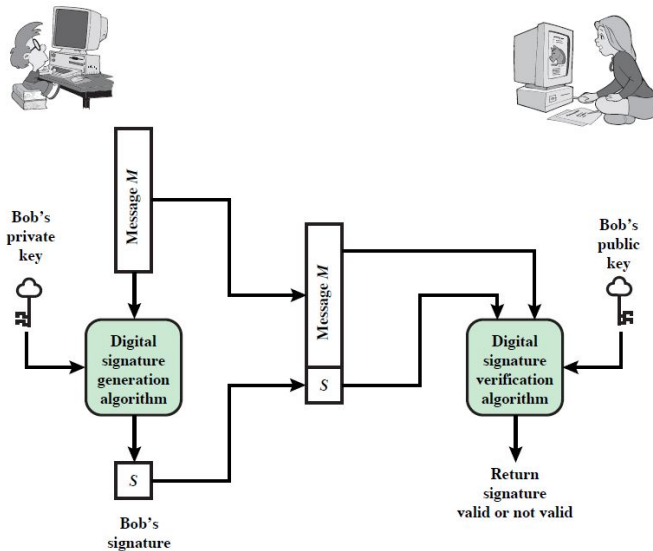 Bob’s
private
key
Message M
Digital
signature
generation
algorithm
S
Bob’s
signature
Message M
S
Bob’s
public
key
Digital
signature
verification
algorithm
Return
signature
valid or not valid